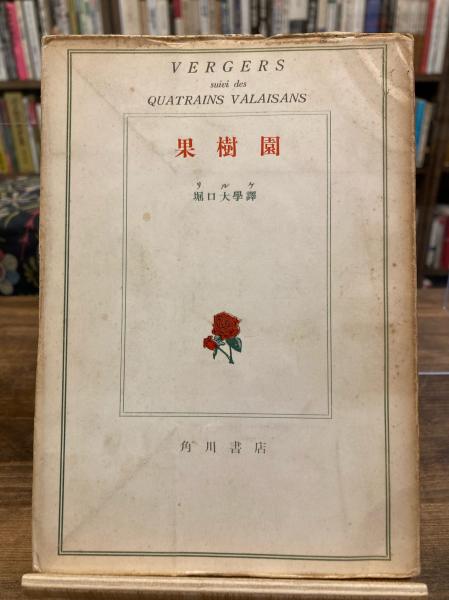 VERGERS
suivi des
QUATRAINS VALAISANS
果樹園
リルケ
堀口大學譯
角川書店